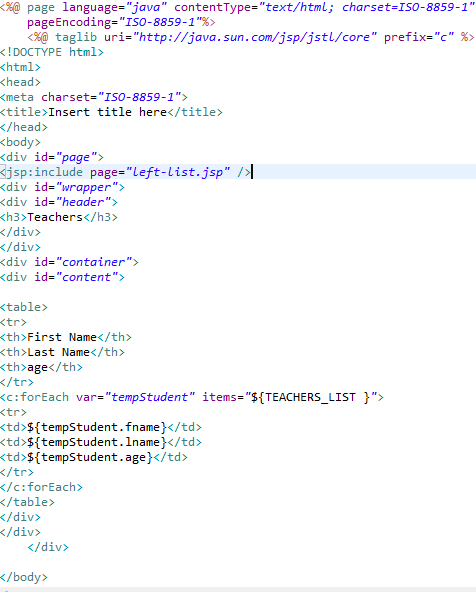 <%@ page language="java" contentType="text/html; charset=ISO-8859-1"
    pageEncoding="ISO-8859-1"%>
    <%@ taglib uri="http://java.sun.com/jsp/jstl/core" prefix="c" %>
<!DOCTYPE html>
<html>
<head>
<meta charset="ISO-8859-1">
<title>Insert title here</title>
</head>
<body>
<div id="page">
<jsp:include page="left-list.jsp" />
<div id="wrapper">
<div id="header">
<h3>Teachers</h3>
</div>
</div>
<div id="container">
<div id="content">

<table>
<tr>
<th>First Name</th>
<th>Last Name</th>
<th>age</th>
</tr>
<c:forEach var="tempStudent" items="${TEACHERS_LIST }">
<tr>
<td>${tempStudent.fname}</td>
<td>${tempStudent.lname}</td>
<td>${tempStudent.age}</td>
</tr>
</c:forEach>
</table>
</div>
</div>
    </div>

</body>